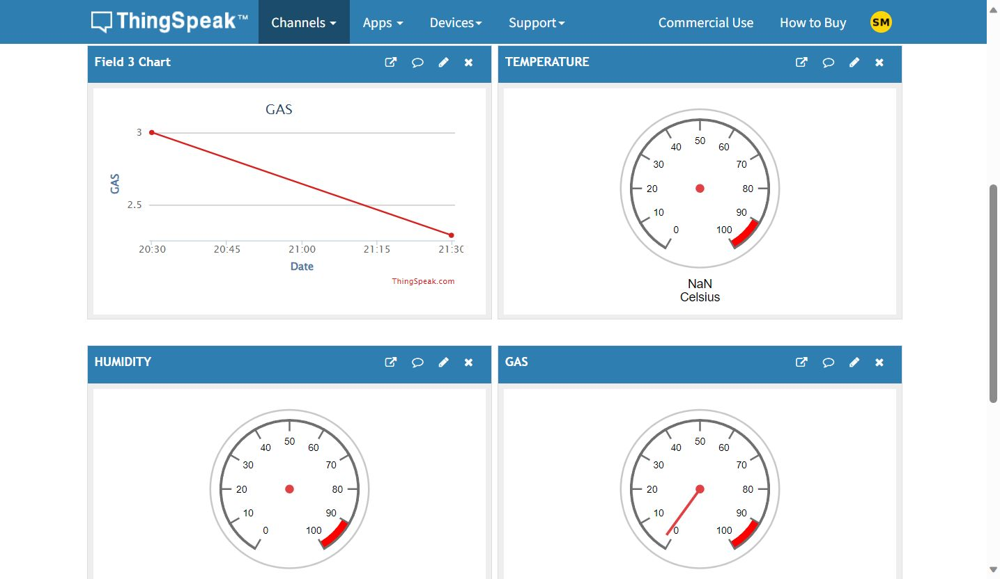 ThingSpeak™ Channels Apps Devices Support Commercial Use How to Buy SM
Field 3 Chart
GAS
3
2.5
GAS
20:30 20:45 21:00 21:15 21:30
Date
ThingSpeak.com
TEMPERATURE
0 10 20 30 40 50 60 70 80 90 100
NaN
Celsius
HUMIDITY
0 10 20 30 40 50 60 70 80 90 100
GAS
0 10 20 30 40 50 60 70 80 90 100